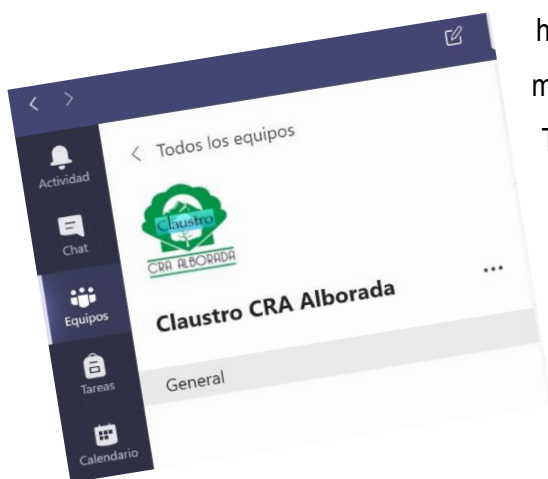 Actividad
Chat
Equipos
Tareas
Calendario
Todos los equipos
Claustro
CRA ALBORADA
Claustro CRA Alborada
...
General
h
m
T